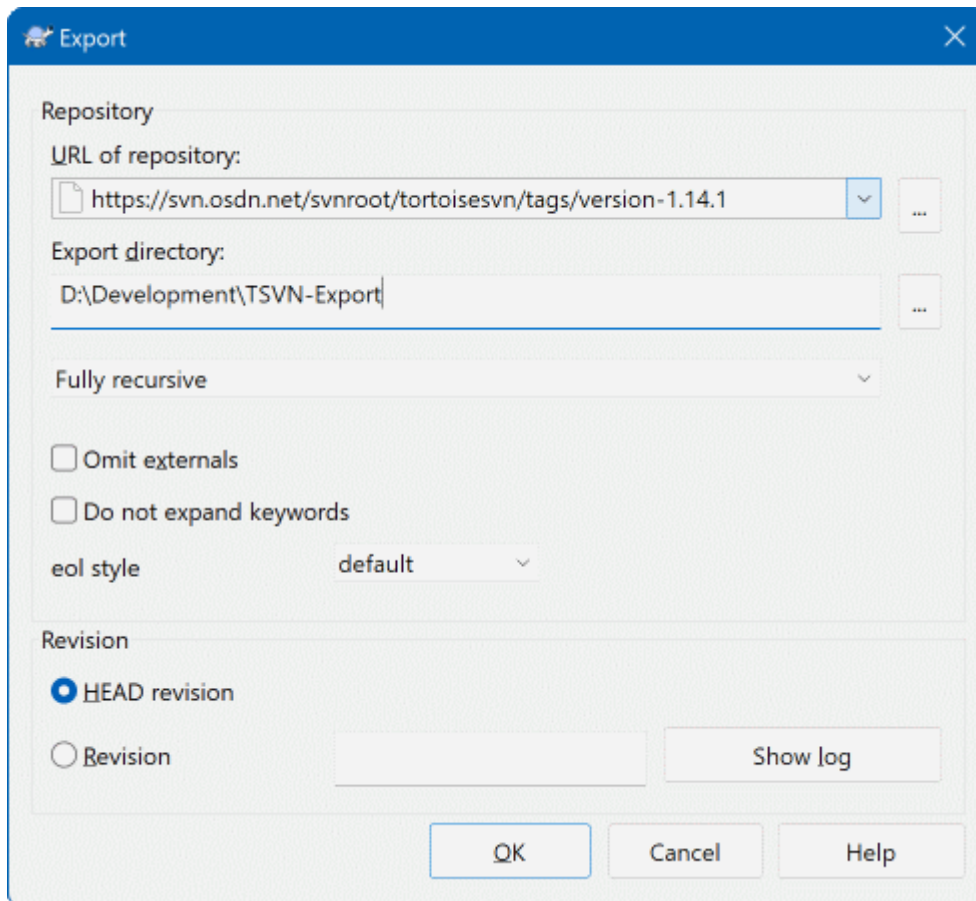 Export
Repository
URL of repository:
https://svn.osdn.net/svnroot/tortoisesvn/tags/version-1.14.1
...
Export directory:
D:\Development\TSVN-Export
...
Fully recursive
Omit externals
Do not expand keywords
eol style default
Revision
HEAD revision
Revision Show log
OK Cancel Help